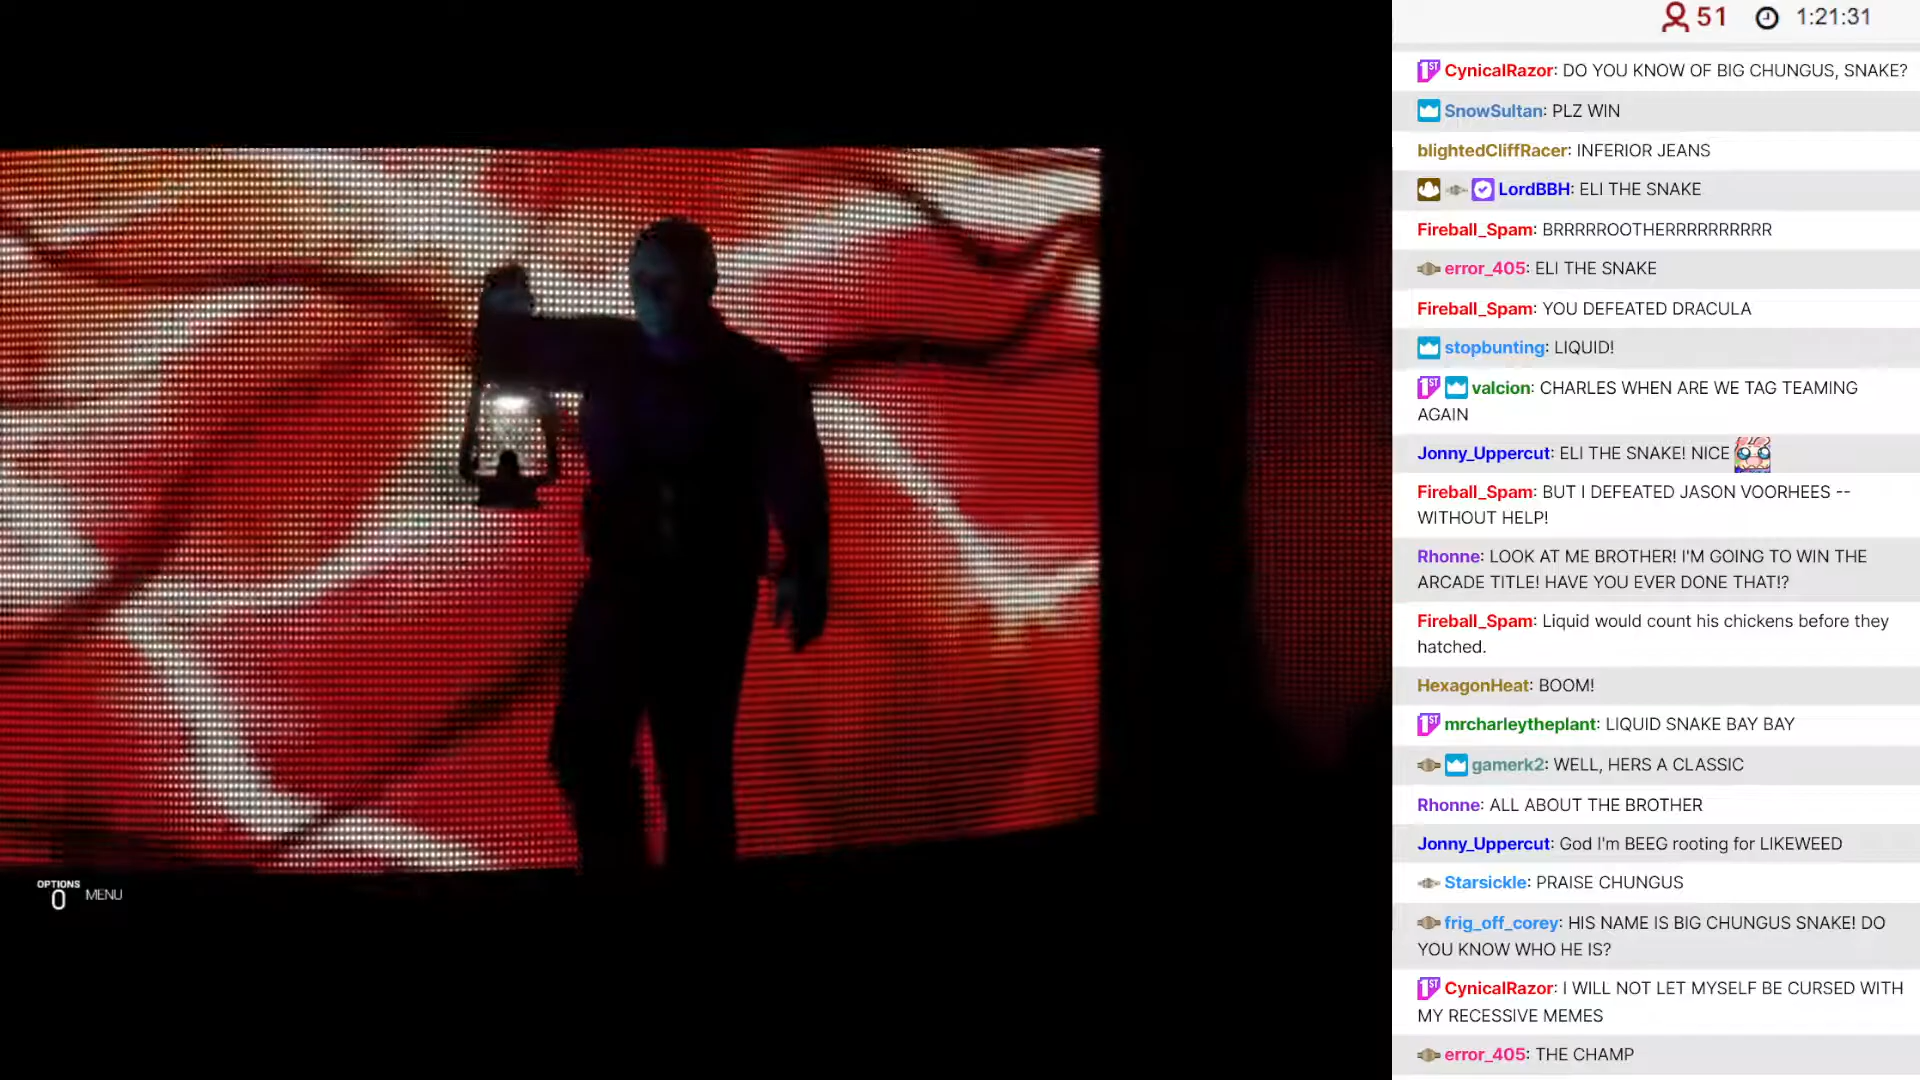 51 1:21:31
CynicalRazor: DO YOU KNOW OF BIG CHUNGUS, SNAKE?
SnowSultan: PLZ WIN
blightedCliffRacer: INFERIOR JEANS
LordBBH: ELI THE SNAKE
Fireball_Spam: BRRRRROOTHERRRRRRRRRR
error_405: ELI THE SNAKE
Fireball_Spam: YOU DEFEATED DRACULA
stopbunting: LIQUID!
valcion: CHARLES WHEN ARE WE TAG TEAMING
AGAIN
Jonny_Uppercut: ELI THE SNAKE! NICE
Fireball_Spam: BUT I DEFEATED JASON VOORHEES --
WITHOUT HELP!
Rhonne: LOOK AT ME BROTHER! I'M GOING TO WIN THE
ARCADE TITLE! HAVE YOU EVER DONE THAT!?
Fireball_Spam: Liquid would count his chickens before they
hatched.
HexagonHeat: BOOM!
mrcharleytheplant: LIQUID SNAKE BAY BAY
gamerk2: WELL, HERS A CLASSIC
Rhonne: ALL ABOUT THE BROTHER
Jonny_Uppercut: God I'm BEEG rooting for LIKEWEED
Starsickle: PRAISE CHUNGUS
frig_off_corey: HIS NAME IS BIG CHUNGUS SNAKE! DO
YOU KNOW WHO HE IS?
CynicalRazor: I WILL NOT LET MYSELF BE CURSED WITH
MY RECESSIVE MEMES
error_405: THE CHAMP
OPTIONS
MENU